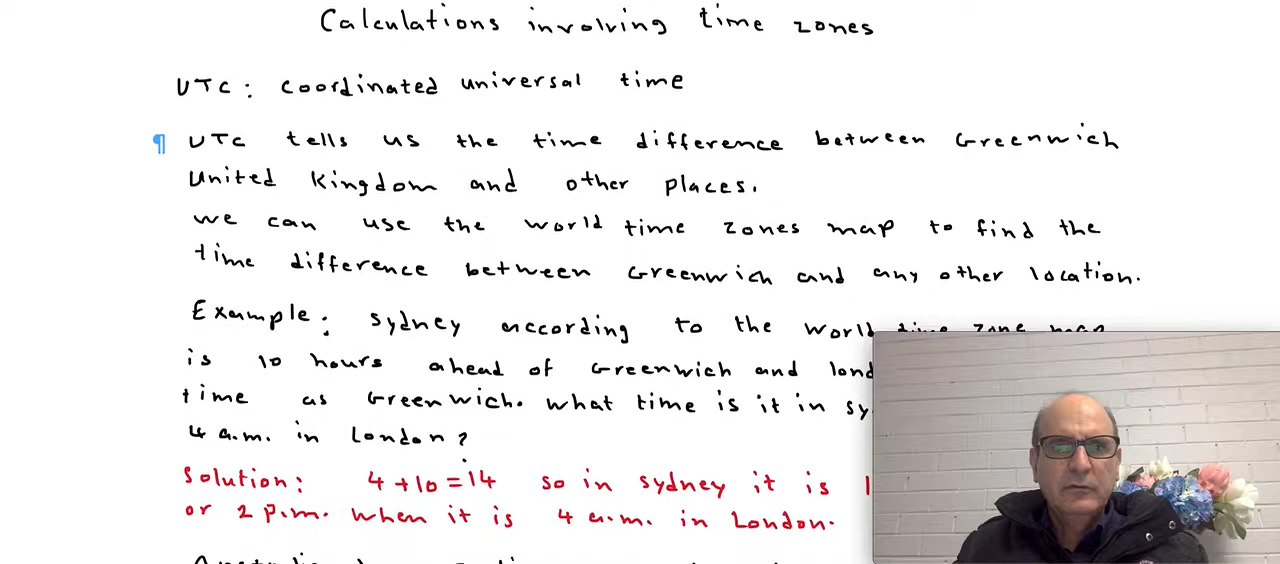 Calculations involving time zones
UTC: coordinated universal time
¶ UTC tells us the time difference between Greenwich
United Kingdom and other places.
we can use the world time zones map to find the
time difference between Greenwich and any other location.
Example: sydney according to the world time zone map
is 10 hours ahead of Greenwich and
time as Greenwich. what time is it in
4 a.m. in London?
Solution: 4+10=14 so in sydney it is
or 2 p.m. when it is 4 a.m. in London.